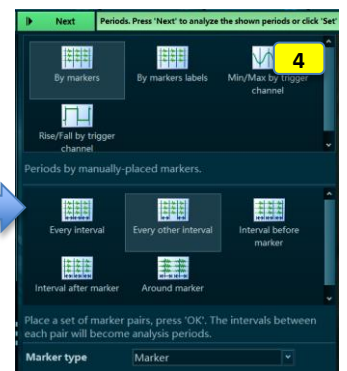 Next
Periods. Press 'Next' to analyze the shown periods or click 'Set'
4
By markers
By markers labels
Min/Max by trigger
channel
Rise/Fall by trigger
channel
Periods by manually-placed markers.
Every interval
Every other interval
Interval before
marker
Interval after marker
Around marker
Place a set of marker pairs, press 'OK'. The intervals between
each pair will become analysis periods.
Marker type
Marker